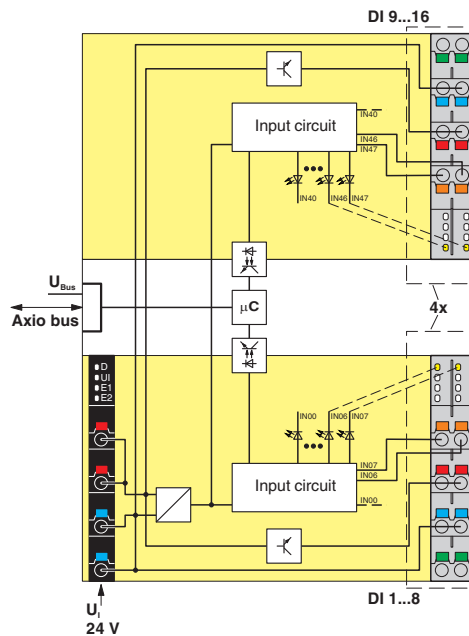 DI 9...16
IN40
Input circuit
IN46
IN47
IN40
IN46
IN47
UBus
µC
Axio bus
4x
D
UI
E1
E2
IN00
IN06
IN07
IN07
Input circuit
IN06
IN00
UI
24 V
DI 1...8